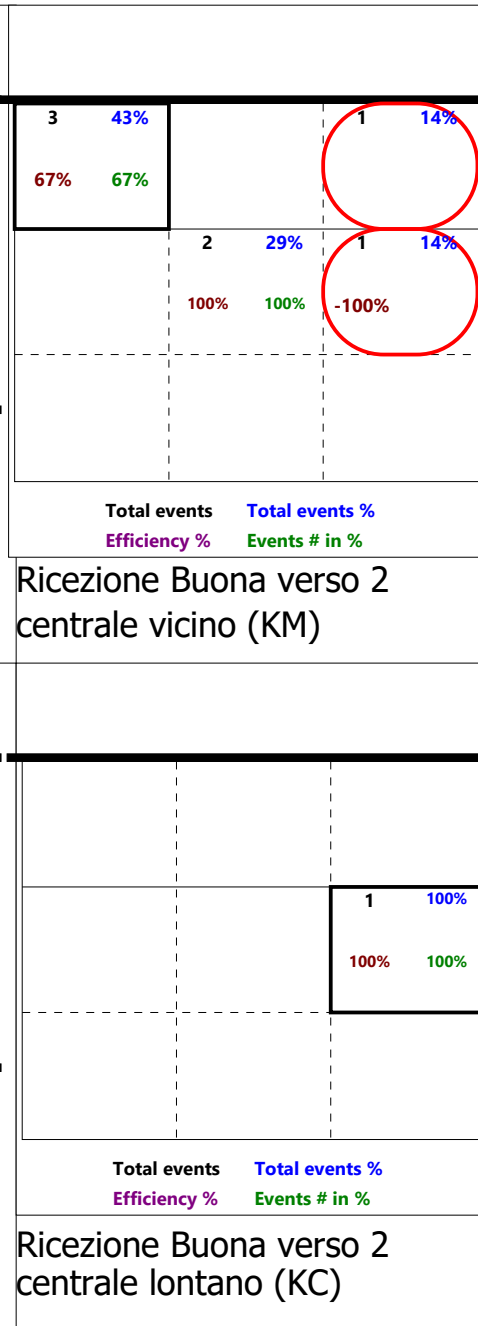 3 43% 1 14%
67% 67%
2 29% 1 14%
100% 100% -100%
Total events Total events %
Efficiency % Events # in %
Ricezione Buona verso 2
centrale vicino (KM)
1 100%
100% 100%
Total events Total events %
Efficiency % Events # in %
Ricezione Buona verso 2
centrale lontano (KC)